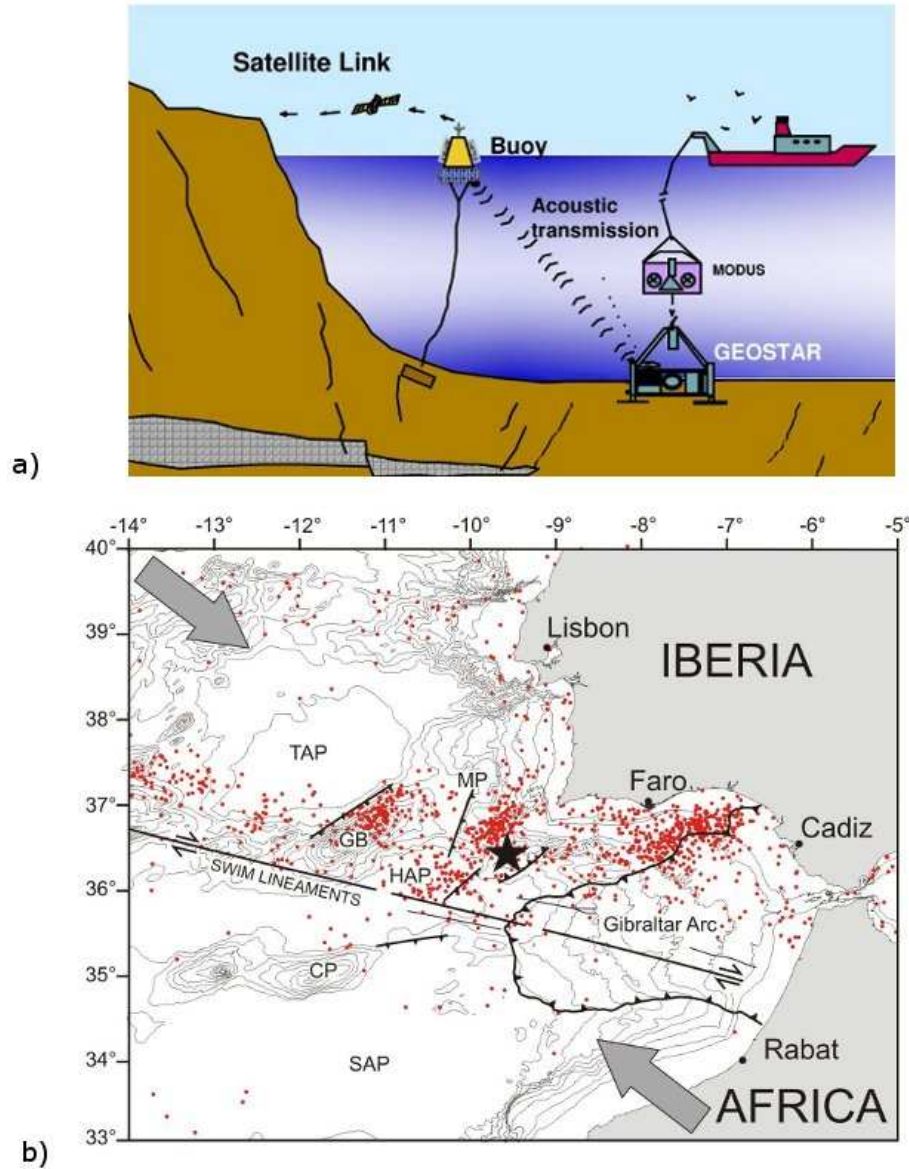 Satellite Link
Buoy
Acoustic
transmission
MODUS
GEOSTAR
a)
-14° -13° -12° -11° -10° -9° -8° -7° -6° -5°
40°
39°
Lisbon
IBERIA
38°
TAP
MP
Faro
37°
GB
Cadiz
HAP
SWIM LINEAMENTS
36°
Gibraltar Arc
35°
CP
34°
SAP
Rabat
AFRICA
33°
b)